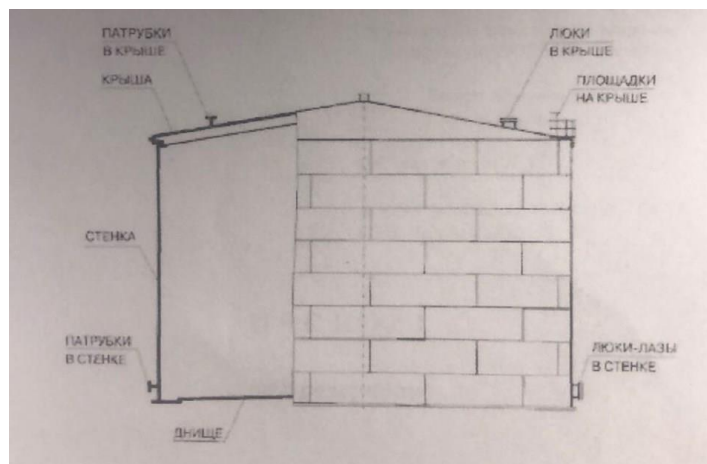 ПАТРУБКИ
В КРЫШЕ
ЛЮКИ
В КРЫШЕ
КРЫША
ПЛОЩАДКИ
НА КРЫШЕ
СТЕНКА
ПАТРУБКИ
В СТЕНКЕ
ЛЮКИ-ЛАЗЫ
В СТЕНКЕ
ДНИЩЕ